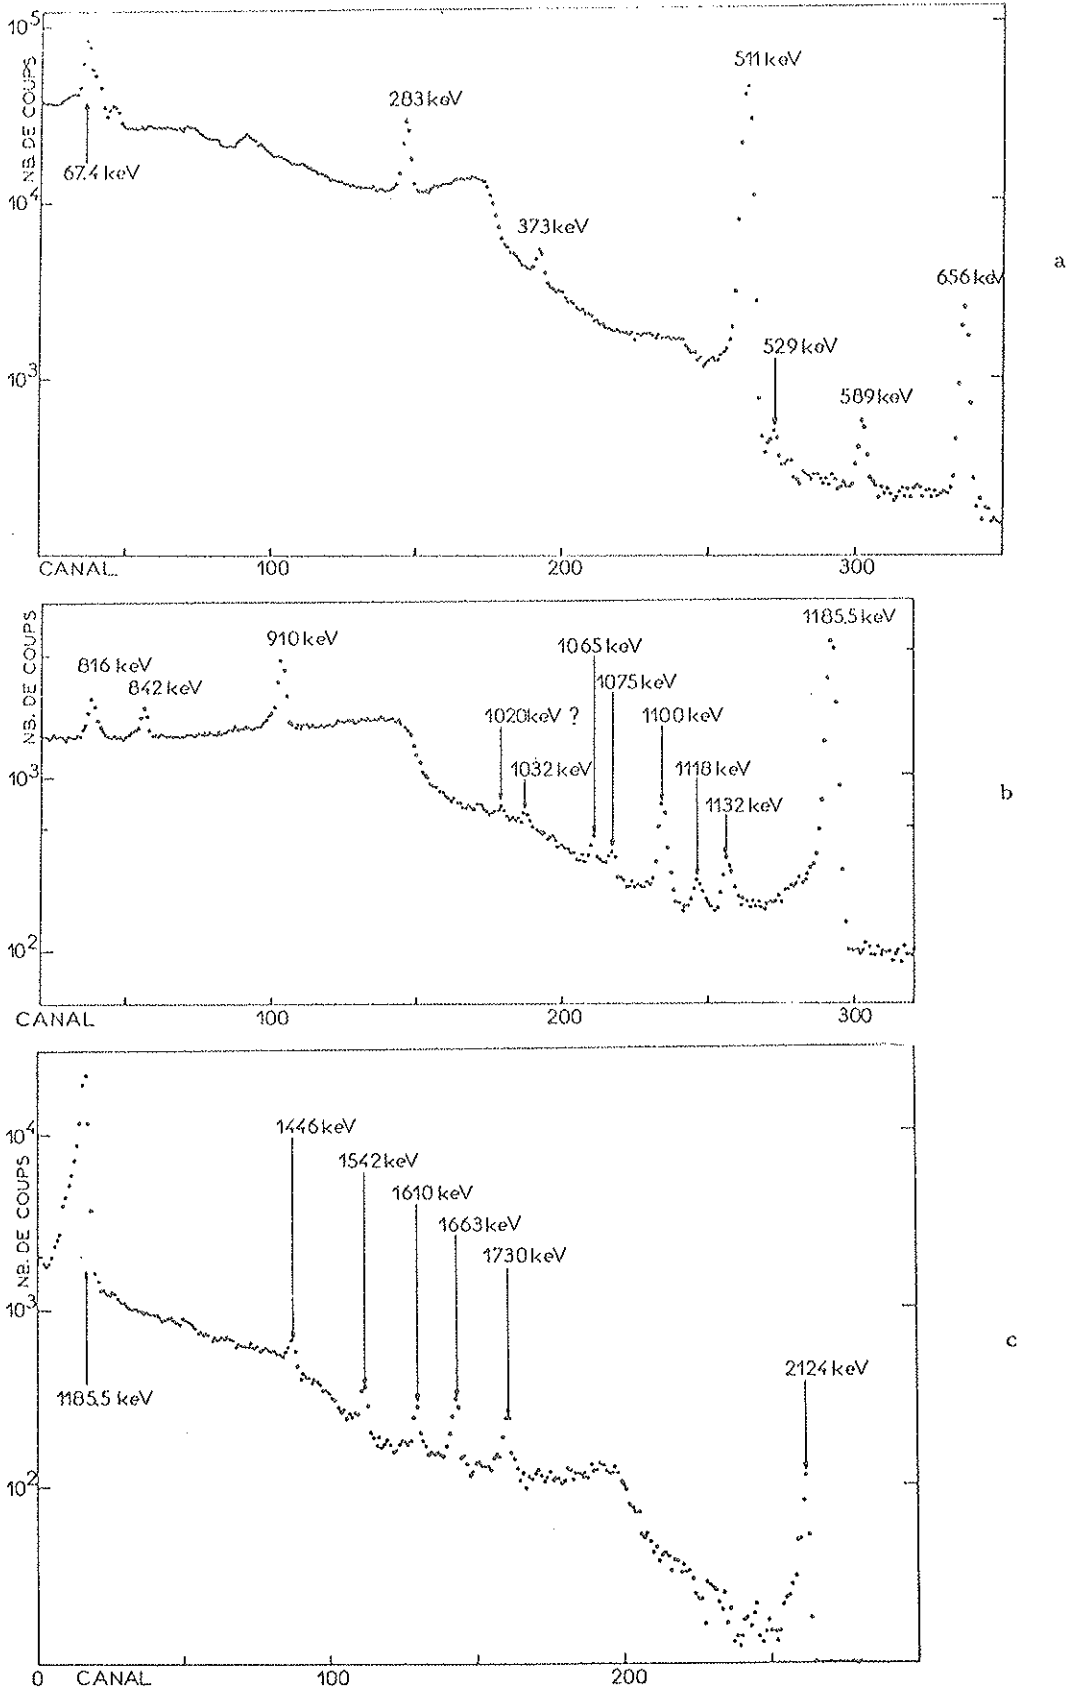 10⁵
NB. DE COUPS
283 keV
511 keV
67.4 keV
10⁴
373 keV
656 keV
a
529 keV
10³
589 keV
CANAL
100
200
300
NB. DE COUPS
1185.5 keV
910 keV
1065 keV
816 keV
842 keV
1075 keV
1020 keV ?
1100 keV
10³
1032 keV
1118 keV
b
1132 keV
10²
CANAL
100
200
300
10⁴
NB. DE COUPS
1446 keV
1542 keV
1610 keV
1663 keV
1730 keV
10³
c
2124 keV
1185.5 keV
10²
0
CANAL
100
200